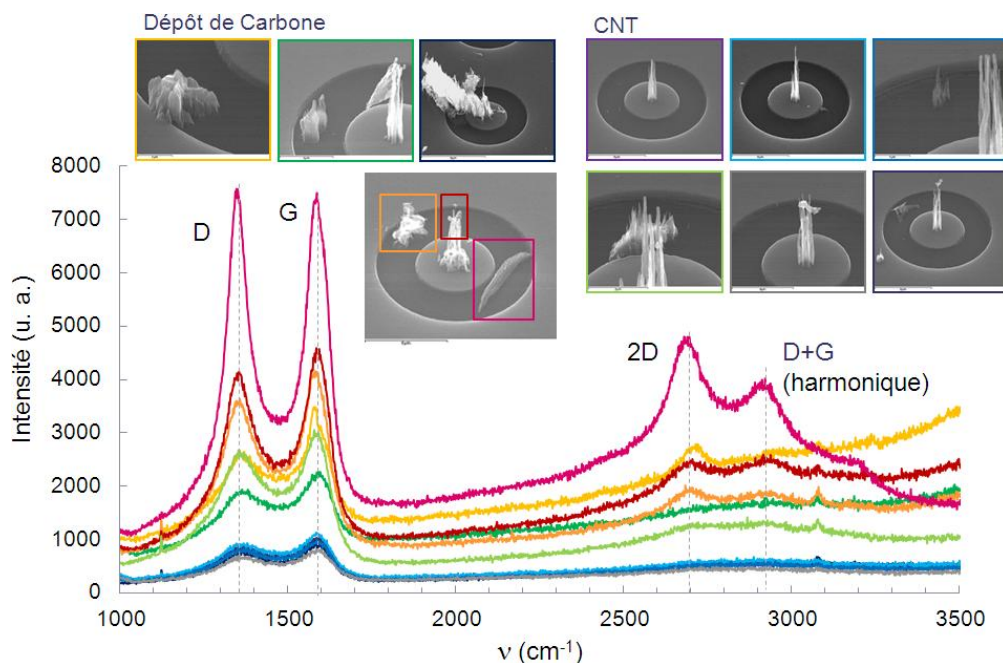 Dépôt de Carbone
CNT
8000
7000
6000
5000
4000
3000
2000
1000
0
Intensité (u. a.)
D
G
2D
D+G
(harmonique)
1000
1500
2000
2500
3000
3500
ν (cm-1)